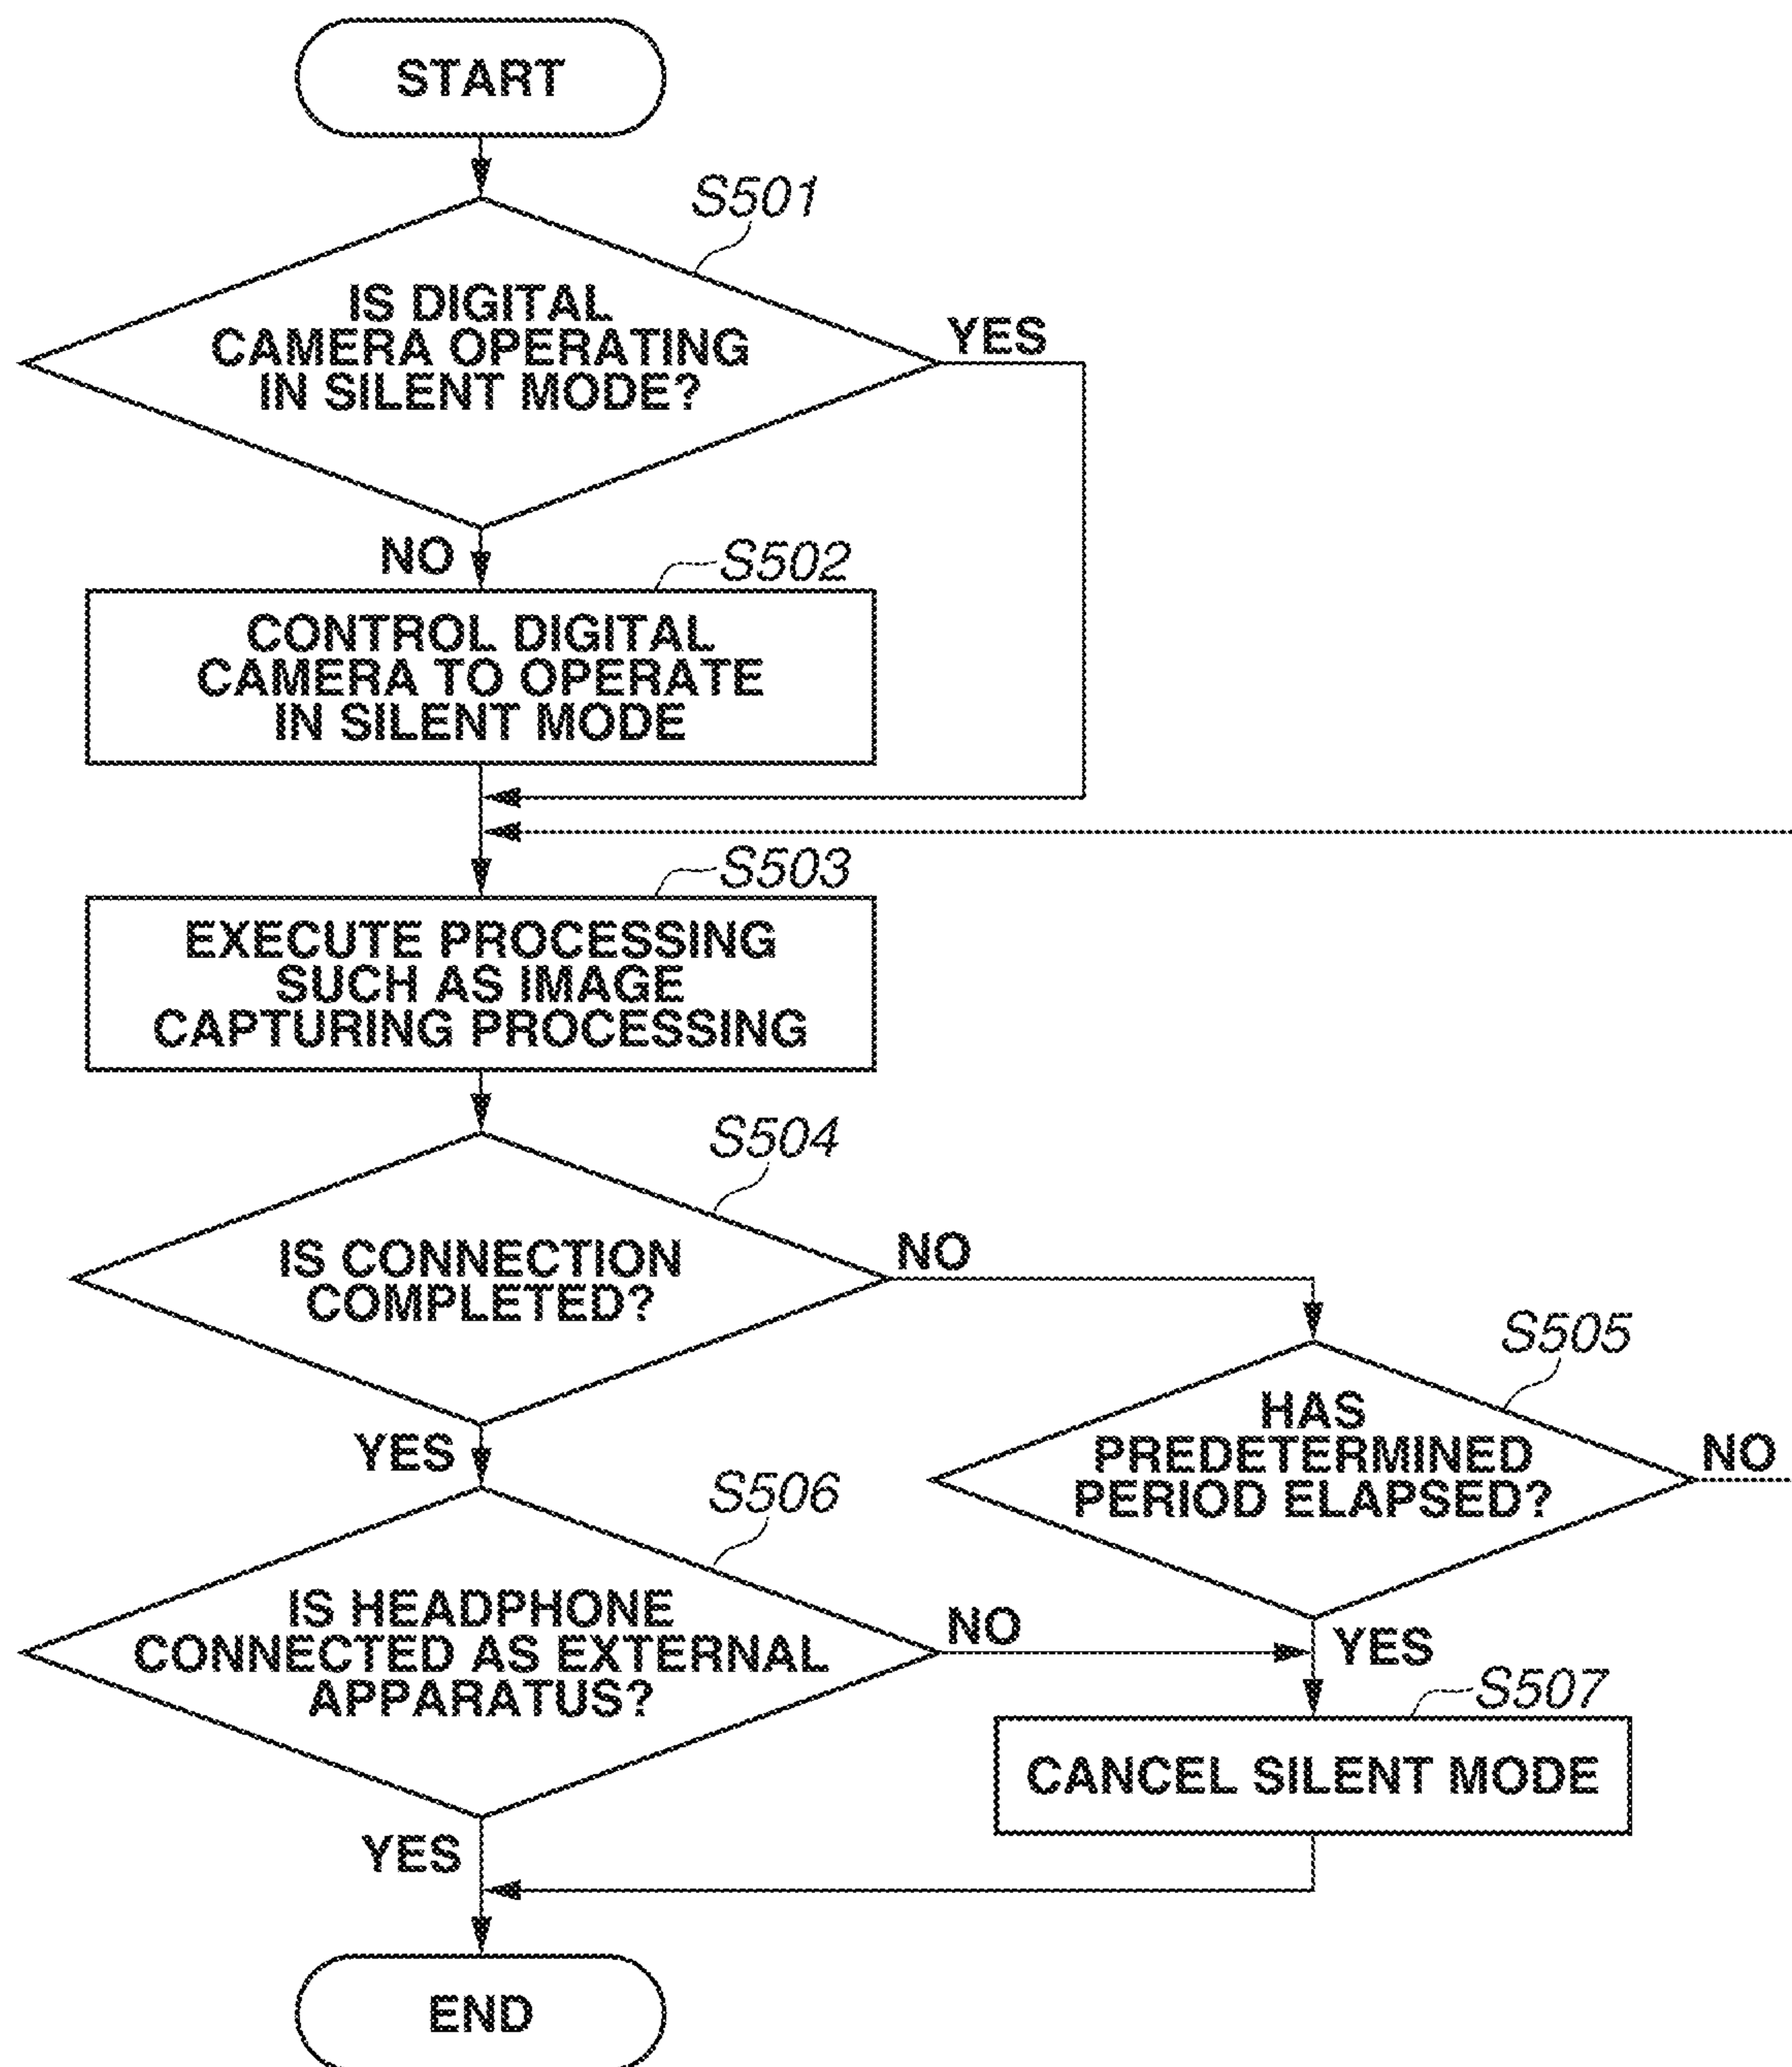 START
S501
IS DIGITAL
CAMERA OPERATING
IN SILENT MODE?
YES
NO
S502
CONTROL DIGITAL
CAMERA TO OPERATE
IN SILENT MODE
S503
EXECUTE PROCESSING
SUCH AS IMAGE
CAPTURING PROCESSING
S504
IS CONNECTION
COMPLETED?
NO
YES
S505
HAS
PREDETERMINED
PERIOD ELAPSED?
NO
YES
S506
IS HEADPHONE
CONNECTED AS EXTERNAL
APPARATUS?
NO
YES
S507
CANCEL SILENT MODE
END